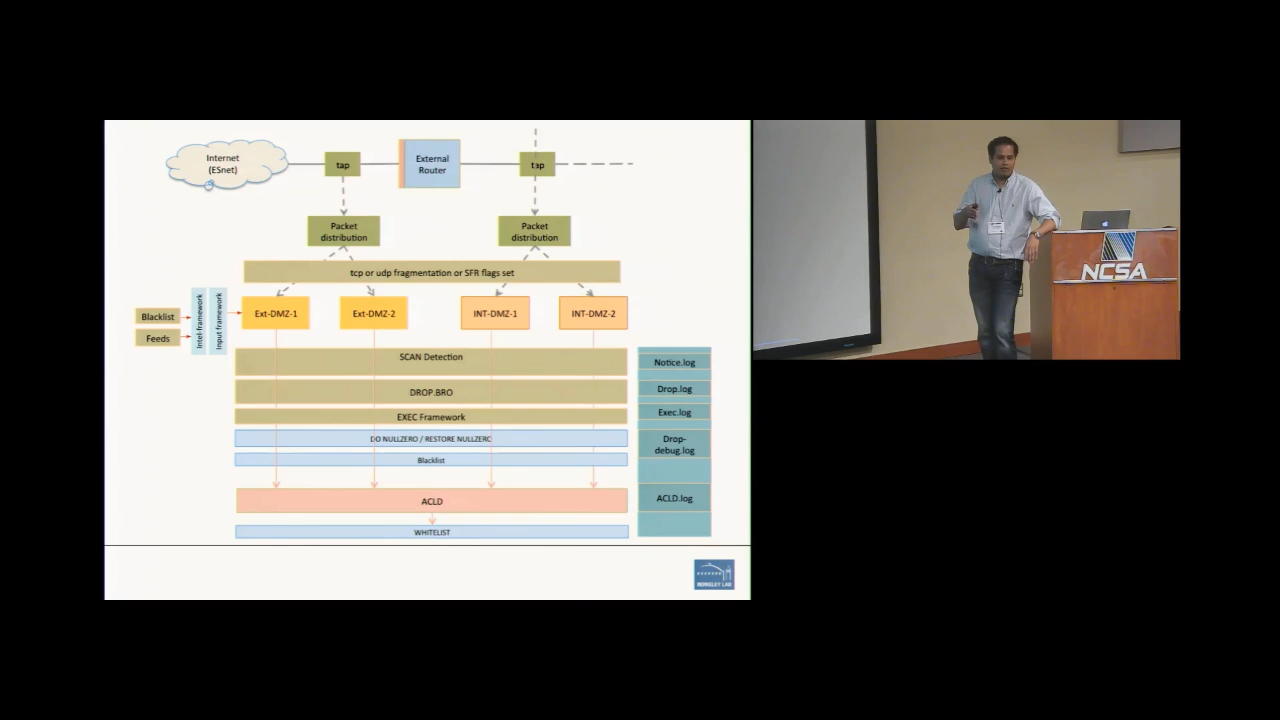 Internet
(ESnet)
tap
External
Router
tap
Packet
distribution
Packet
distribution
tcp or udp fragmentation or SFR flags set
Blacklist
Feeds
Intel-framework
Input framework
Ext-DMZ-1
Ext-DMZ-2
INT-DMZ-1
INT-DMZ-2
SCAN Detection
DROP.BRO
EXEC Framework
DO NULLZERO / RESTORE NULLZERO
Blacklist
ACLD
WHITELIST
Notice.log
Drop.log
Exec.log
Drop-
debug.log
ACLD.log
BERKELEY LAB
NCSA